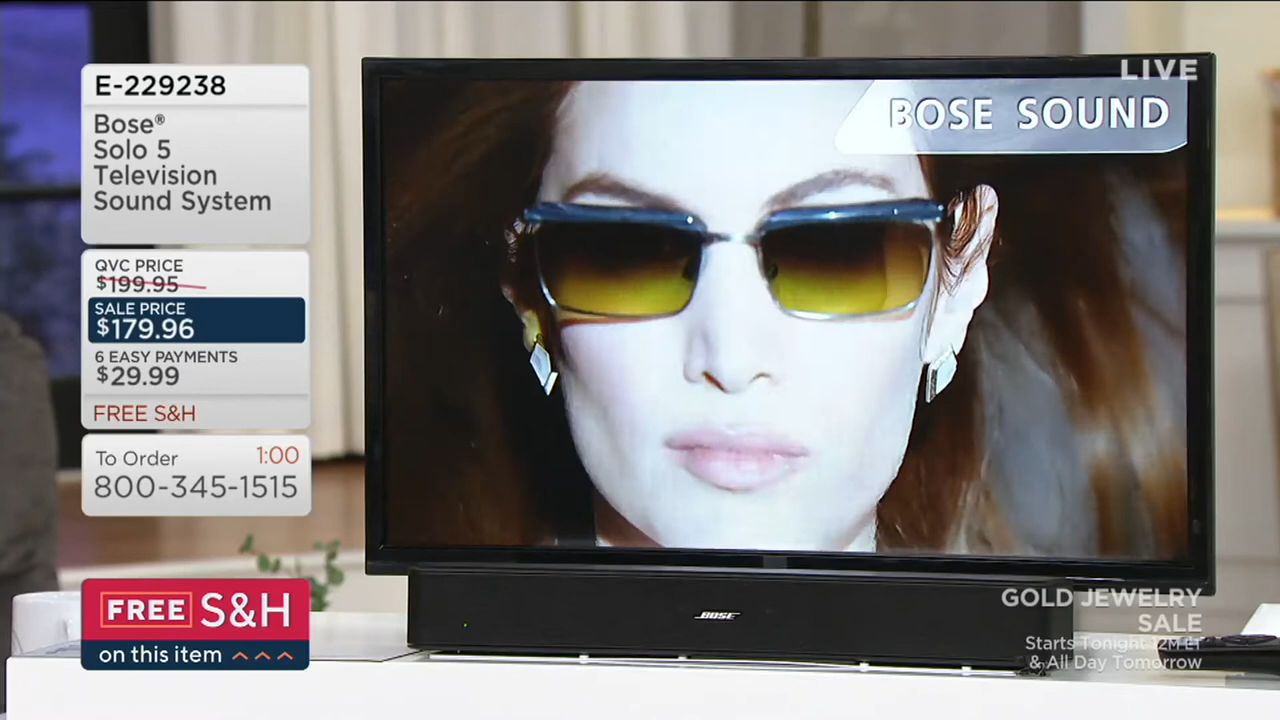 E-229238
Bose®
Solo 5
Television
Sound System
QVC PRICE
$199.95
SALE PRICE
$179.96
6 EASY PAYMENTS
$29.99
FREE S&H
To Order 1:00
800-345-1515
FREE S&H
on this item
LIVE
BOSE SOUND
BOSE
GOLD JEWELRY
SALE
Starts Tonight 12M ET
& All Day Tomorrow